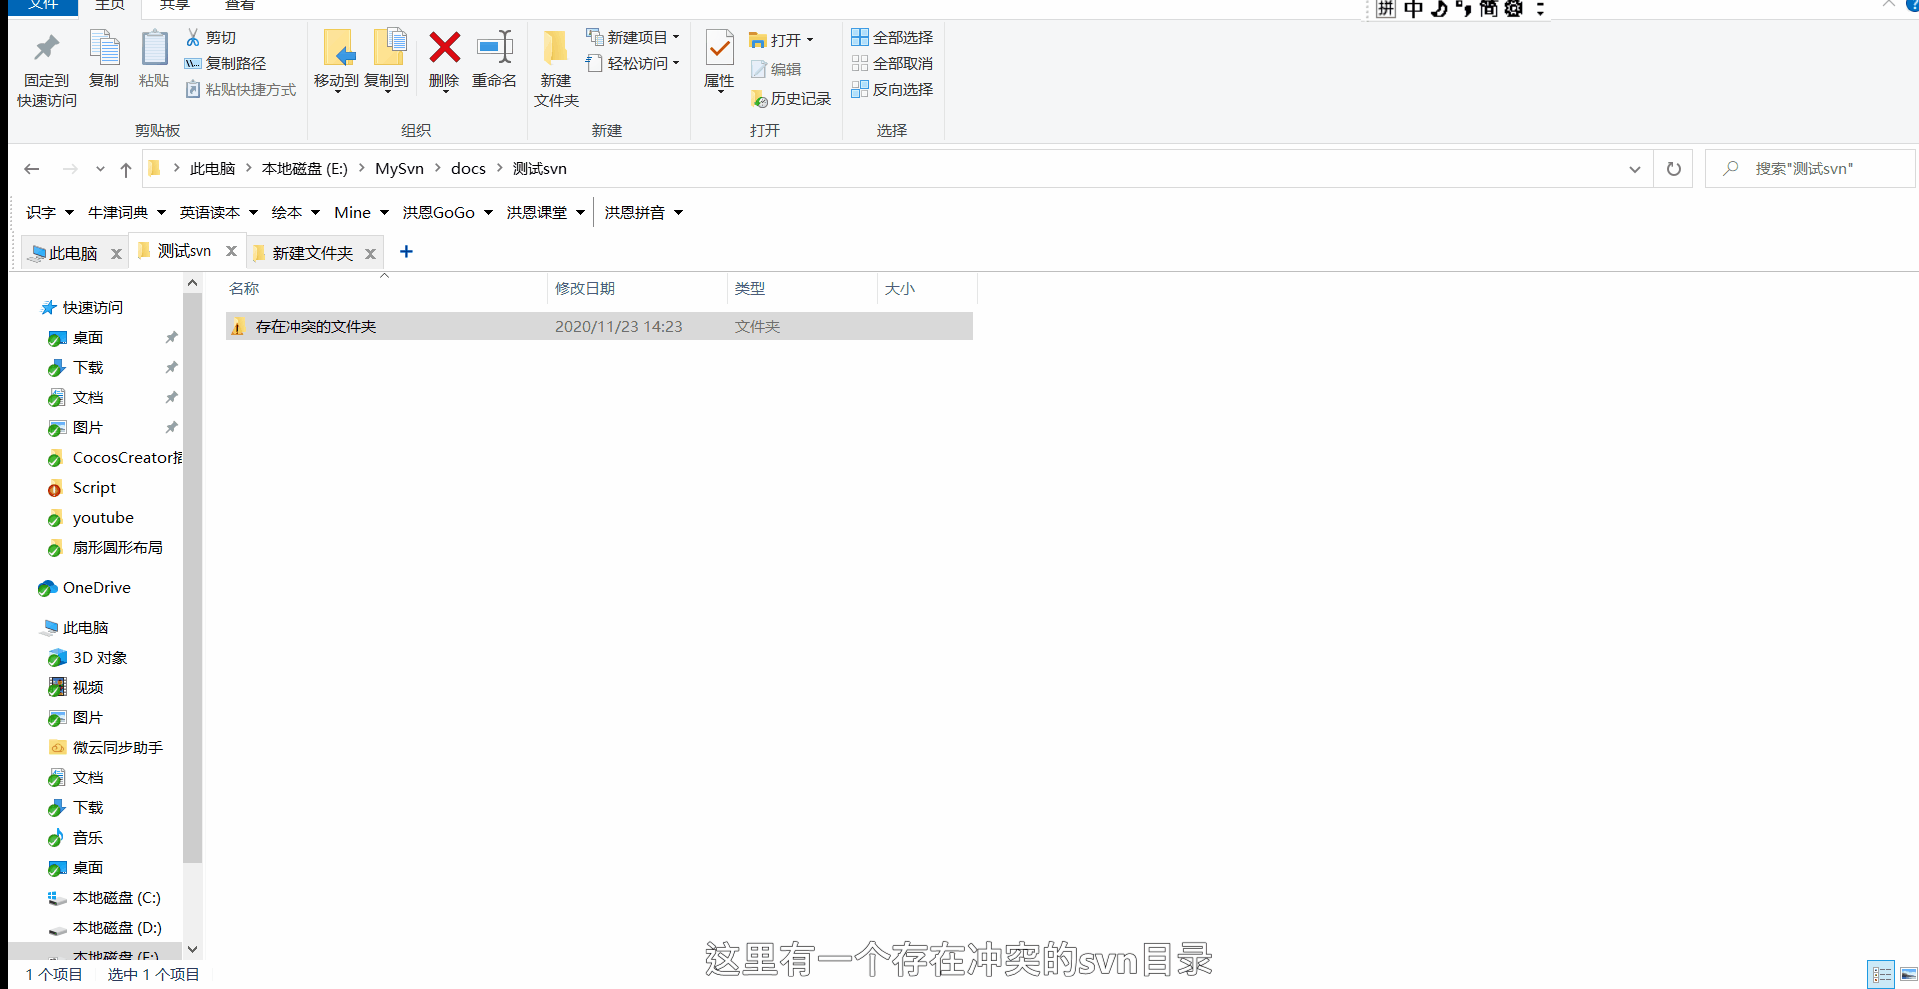 文件 主页 共享 查看
拼 中 简
固定到
快速访问
复制
粘贴
剪切
复制路径
粘贴快捷方式
剪贴板
移动到
复制到
删除
重命名
组织
新建
文件夹
新建项目
轻松访问
新建
属性
打开
编辑
历史记录
打开
全部选择
全部取消
反向选择
选择
此电脑 本地磁盘 (E:) MySvn docs 测试svn
搜索"测试svn"
识字 牛津词典 英语读本 绘本 Mine 洪恩GoGo 洪恩课堂 洪恩拼音
此电脑 测试svn 新建文件夹
名称 修改日期 类型 大小
存在冲突的文件夹 2020/11/23 14:23 文件夹
快速访问
桌面
下载
文档
图片
CocosCreator插
Script
youtube
扇形圆形布局
OneDrive
此电脑
3D 对象
视频
图片
微云同步助手
文档
下载
音乐
桌面
本地磁盘 (C:)
本地磁盘 (D:)
本地磁盘 (E:)
1 个项目 选中 1 个项目
这里有一个存在冲突的svn目录